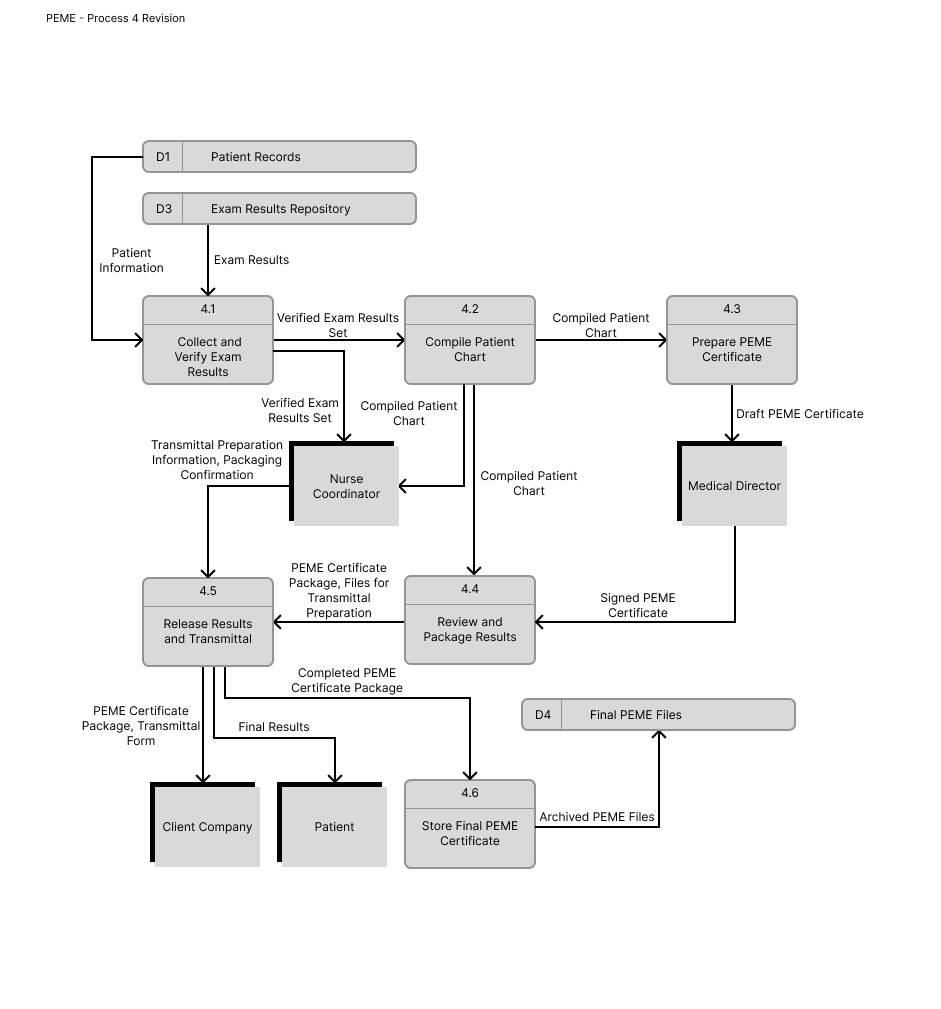 PEME - Process 4 Revision
D1
Patient Records
D3
Exam Results Repository
Patient
Information
Exam Results
4.1
Collect and
Verify Exam
Results
Verified Exam Results
Set
4.2
Compile Patient
Chart
Compiled Patient
Chart
4.3
Prepare PEME
Certificate
Verified Exam
Results Set
Compiled Patient
Chart
Draft PEME Certificate
Transmittal Preparation
Information, Packaging
Confirmation
Nurse
Coordinator
Compiled Patient
Chart
Medical Director
4.5
Release Results
and Transmittal
PEME Certificate
Package, Files for
Transmittal
Preparation
4.4
Review and
Package Results
Signed PEME
Certificate
Completed PEME
Certificate Package
PEME Certificate
Package, Transmittal
Form
Final Results
D4
Final PEME Files
Client Company
Patient
4.6
Store Final PEME
Certificate
Archived PEME Files